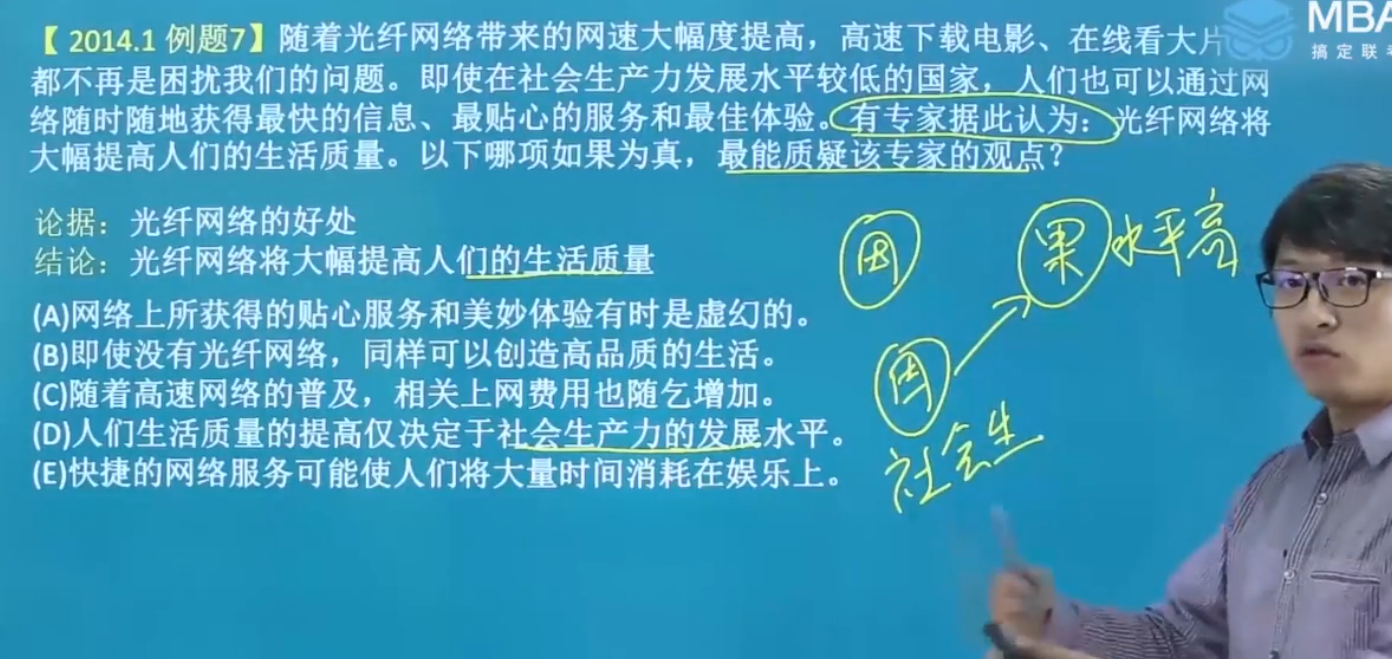 【 2014.1 例题7】随着光纤网络带来的网速大幅度提高，高速下载电影、在线看大片
都不再是困扰我们的问题。即使在社会生产力发展水平较低的国家，人们也可以通过网
络随时随地获得最快的信息、最贴心的服务和最佳体验。有专家据此认为：光纤网络将
大幅提高人们的生活质量。以下哪项如果为真，最能质疑该专家的观点？
论据：光纤网络的好处
结论：光纤网络将大幅提高人们的生活质量
(A)网络上所获得的贴心服务和美妙体验有时是虚幻的。
(B)即使没有光纤网络，同样可以创造高品质的生活。
(C)随着高速网络的普及，相关上网费用也随乞增加。
(D)人们生活质量的提高仅决定于社会生产力的发展水平。
(E)快捷的网络服务可能使人们将大量时间消耗在娱乐上。
因
果 水平高
因
社会生
MBA
搞定联考